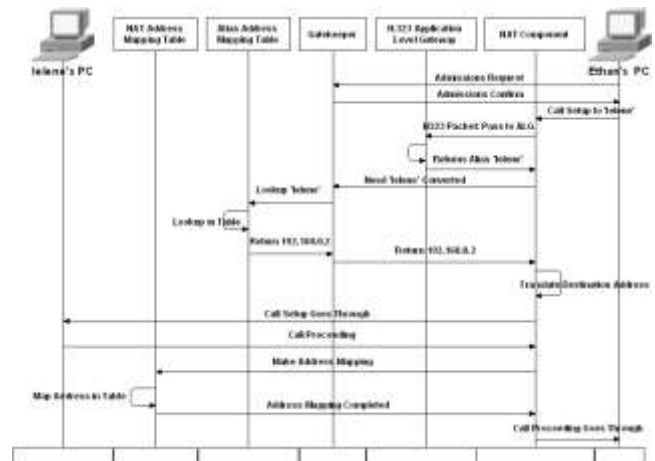 NAT Address
Mapping Table
Alias Address
Mapping Table
Gatekeeper
H.323 Application
Level Gateway
NAT Component
Ielene's PC
Ethan's PC
Admissions Request
Admissions Confirm
Call Setup to 'Ielene'
H323 Packet: Pass to ALG
Returns Alias 'Ielene'
Need 'Ielene' Converted
Lookup 'Ielene'
Lookup in Table
Return 192.168.0.2
Return 192.168.0.2
Translate Destination Address
Call Setup Goes Through
Call Proceeding
Make Address Mapping
Map Address in Table
Address Mapping Completed
Call Proceeding Goes Through